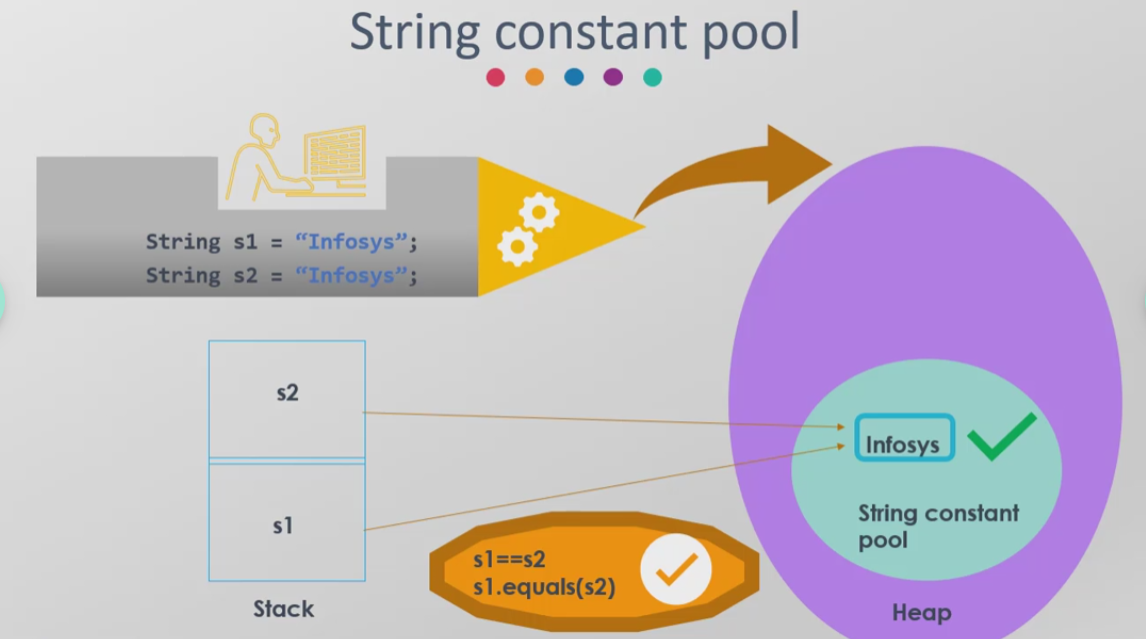 String constant pool
String s1 = “Infosys”;
String s2 = “Infosys”;
s2
s1
Stack
s1==s2
s1.equals(s2)
Infosys
String constant
pool
Heap